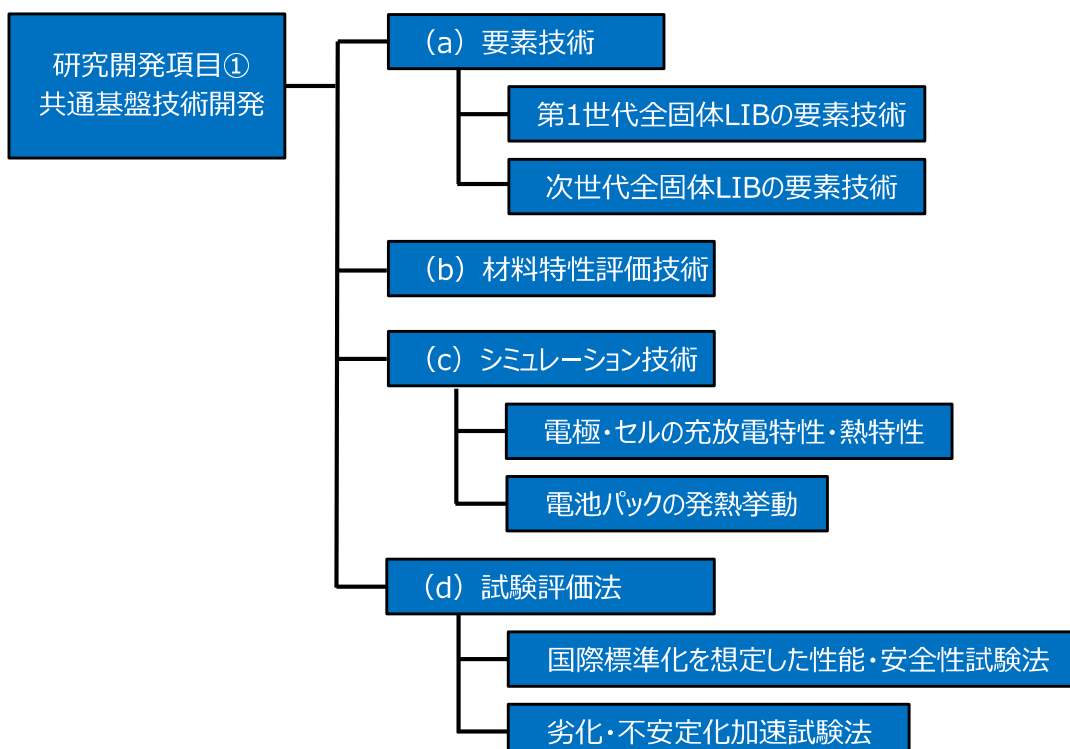 研究開発項目①
共通基盤技術開発
（a）要素技術
第1世代全固体LIBの要素技術
次世代全固体LIBの要素技術
（b）材料特性評価技術
（c）シミュレーション技術
電極・セルの充放電特性・熱特性
電池パックの発熱挙動
（d）試験評価法
国際標準化を想定した性能・安全性試験法
劣化・不安定化加速試験法